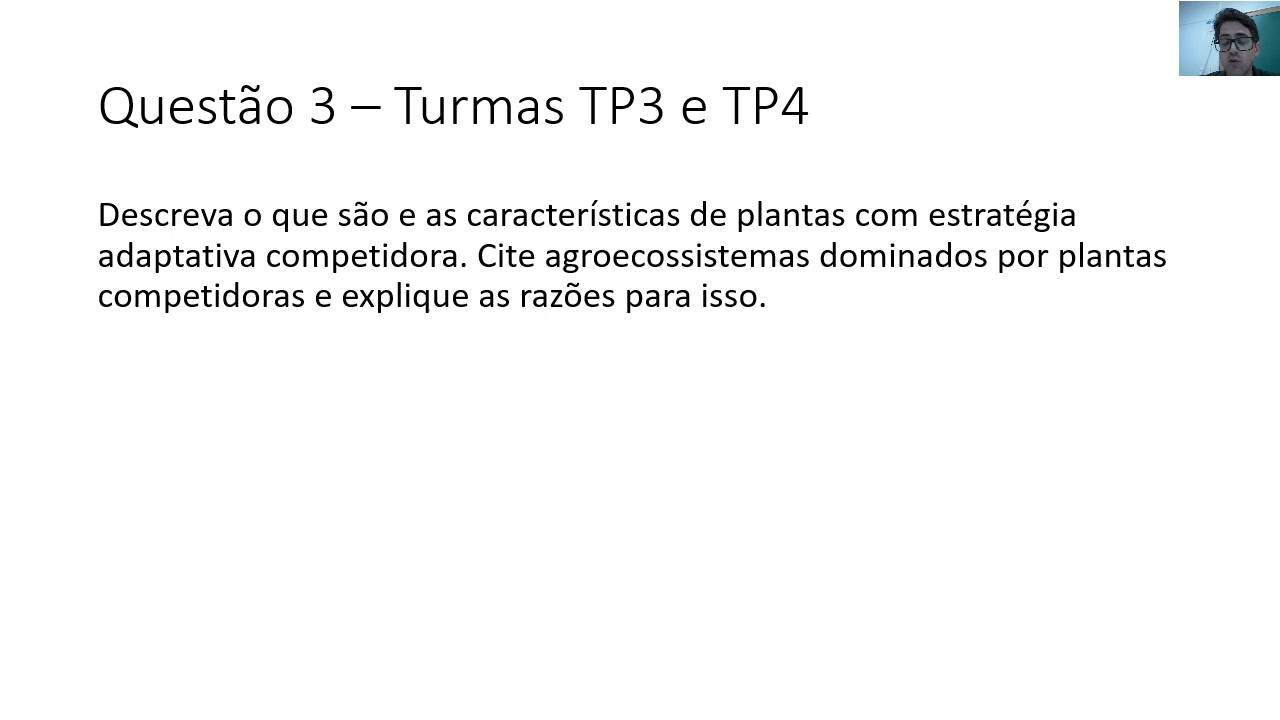 Questão 3 – Turmas TP3 e TP4
Descreva o que são e as características de plantas com estratégia
adaptativa competidora. Cite agroecossistemas dominados por plantas
competidoras e explique as razões para isso.